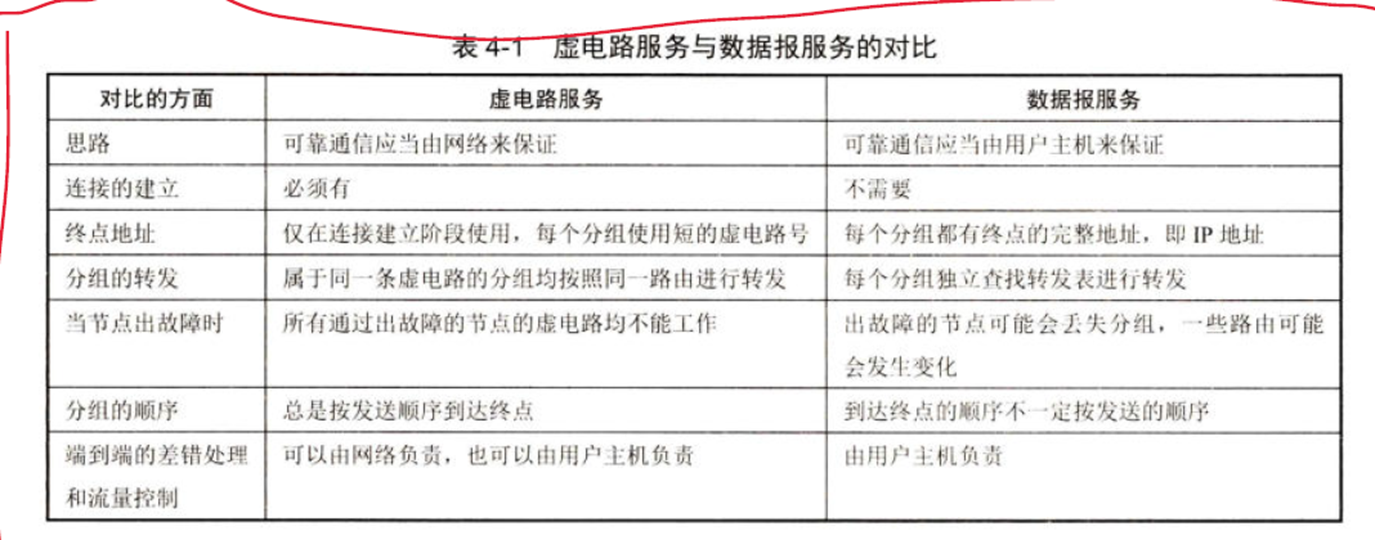 表 4-1 虚电路服务与数据报服务的对比
对比的方面 虚电路服务 数据报服务
思路 可靠通信应当由网络来保证 可靠通信应当由用户主机来保证
连接的建立 必须有 不需要
终点地址 仅在连接建立阶段使用，每个分组使用短的虚电路号 每个分组都有终点的完整地址，即 IP 地址
分组的转发 属于同一条虚电路的分组均按照同一路由进行转发 每个分组独立查找转发表进行转发
当节点出故障时 所有通过出故障的节点的虚电路均不能工作 出故障的节点可能会丢失分组，一些路由可能
会发生变化
分组的顺序 总是按发送顺序到达终点 到达终点的顺序不一定按发送的顺序
端到端的差错处理 可以由网络负责，也可以由用户主机负责 由用户主机负责
和流量控制